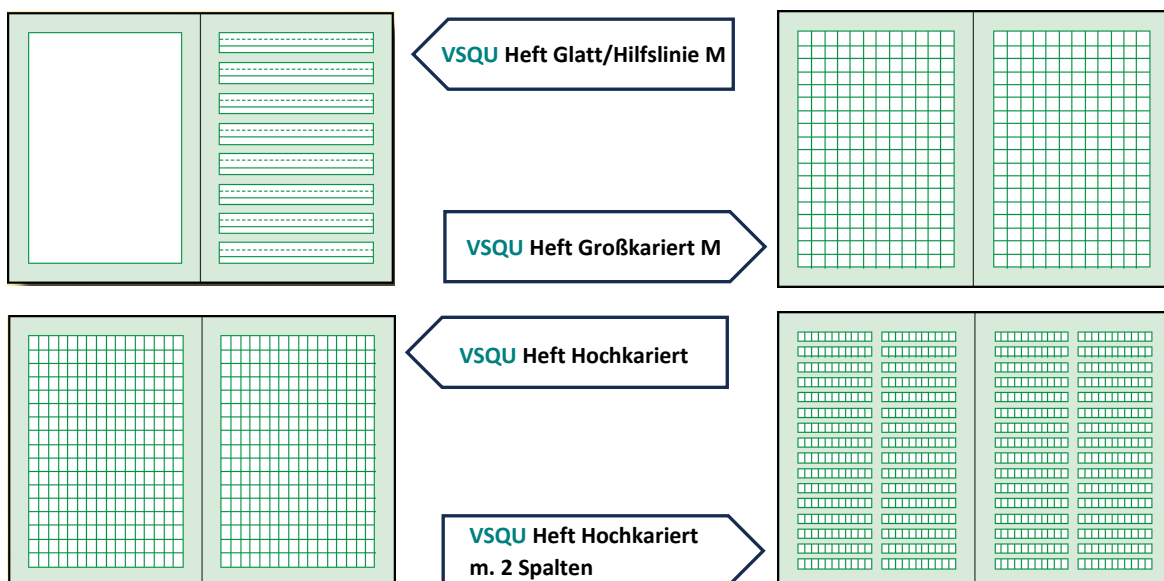 VSQU Heft Glatt/Hilfslinie M
VSQU Heft Großkariert M
VSQU Heft Hochkariert
VSQU Heft Hochkariert
m. 2 Spalten